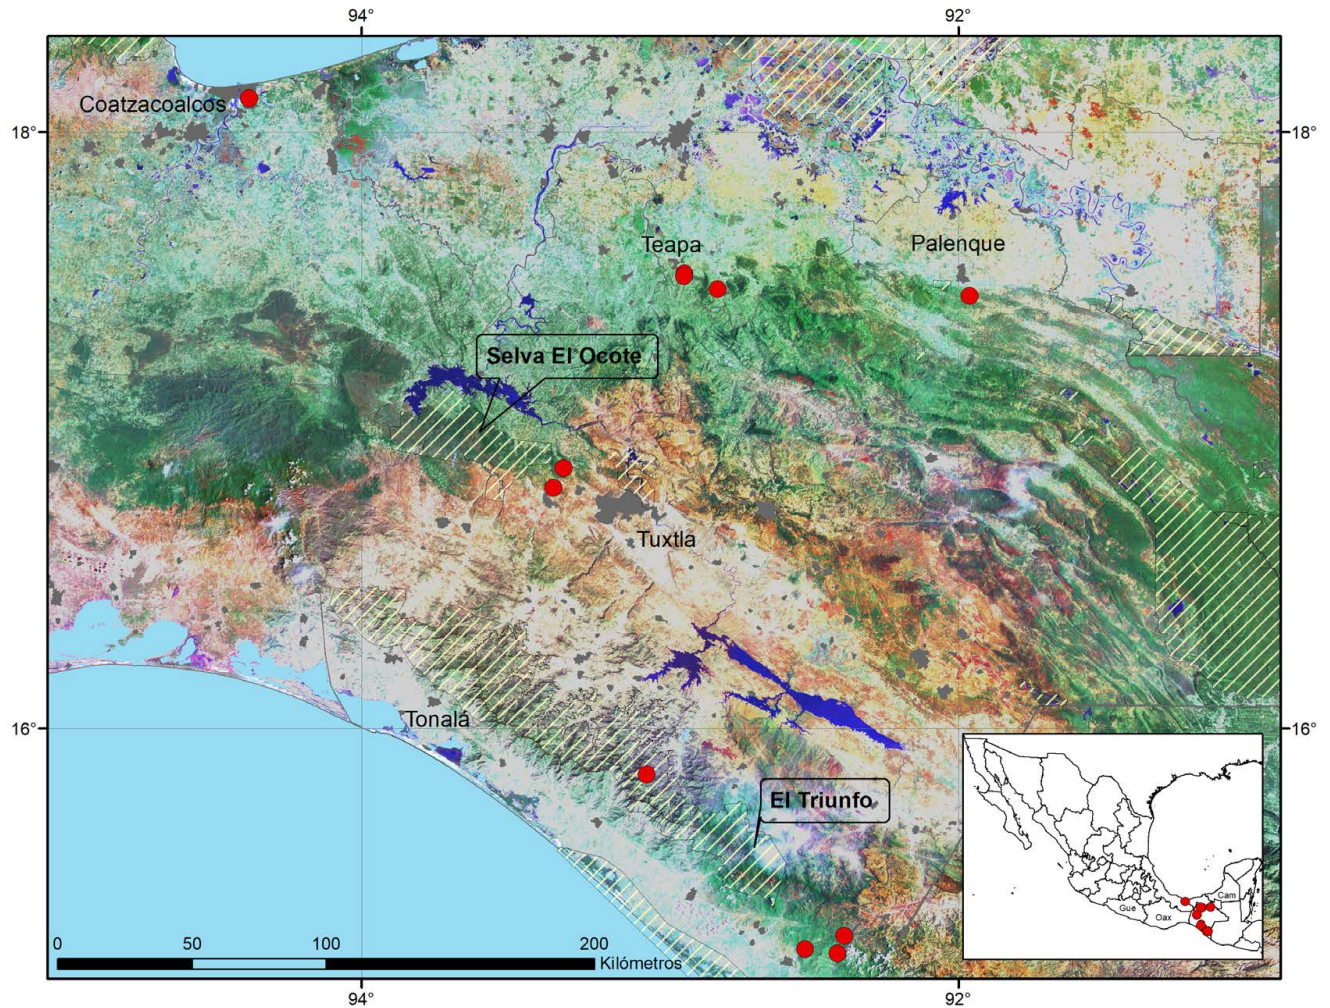 94°
92°
Coatzacoalcos
18°
18°
Teapa
Palenque
Selva El Ocote
Tuxtla
Tonalá
16°
16°
El Triunfo
Cam
Gue
Oax
0
50
100
200
Kilómetros
94°
92°